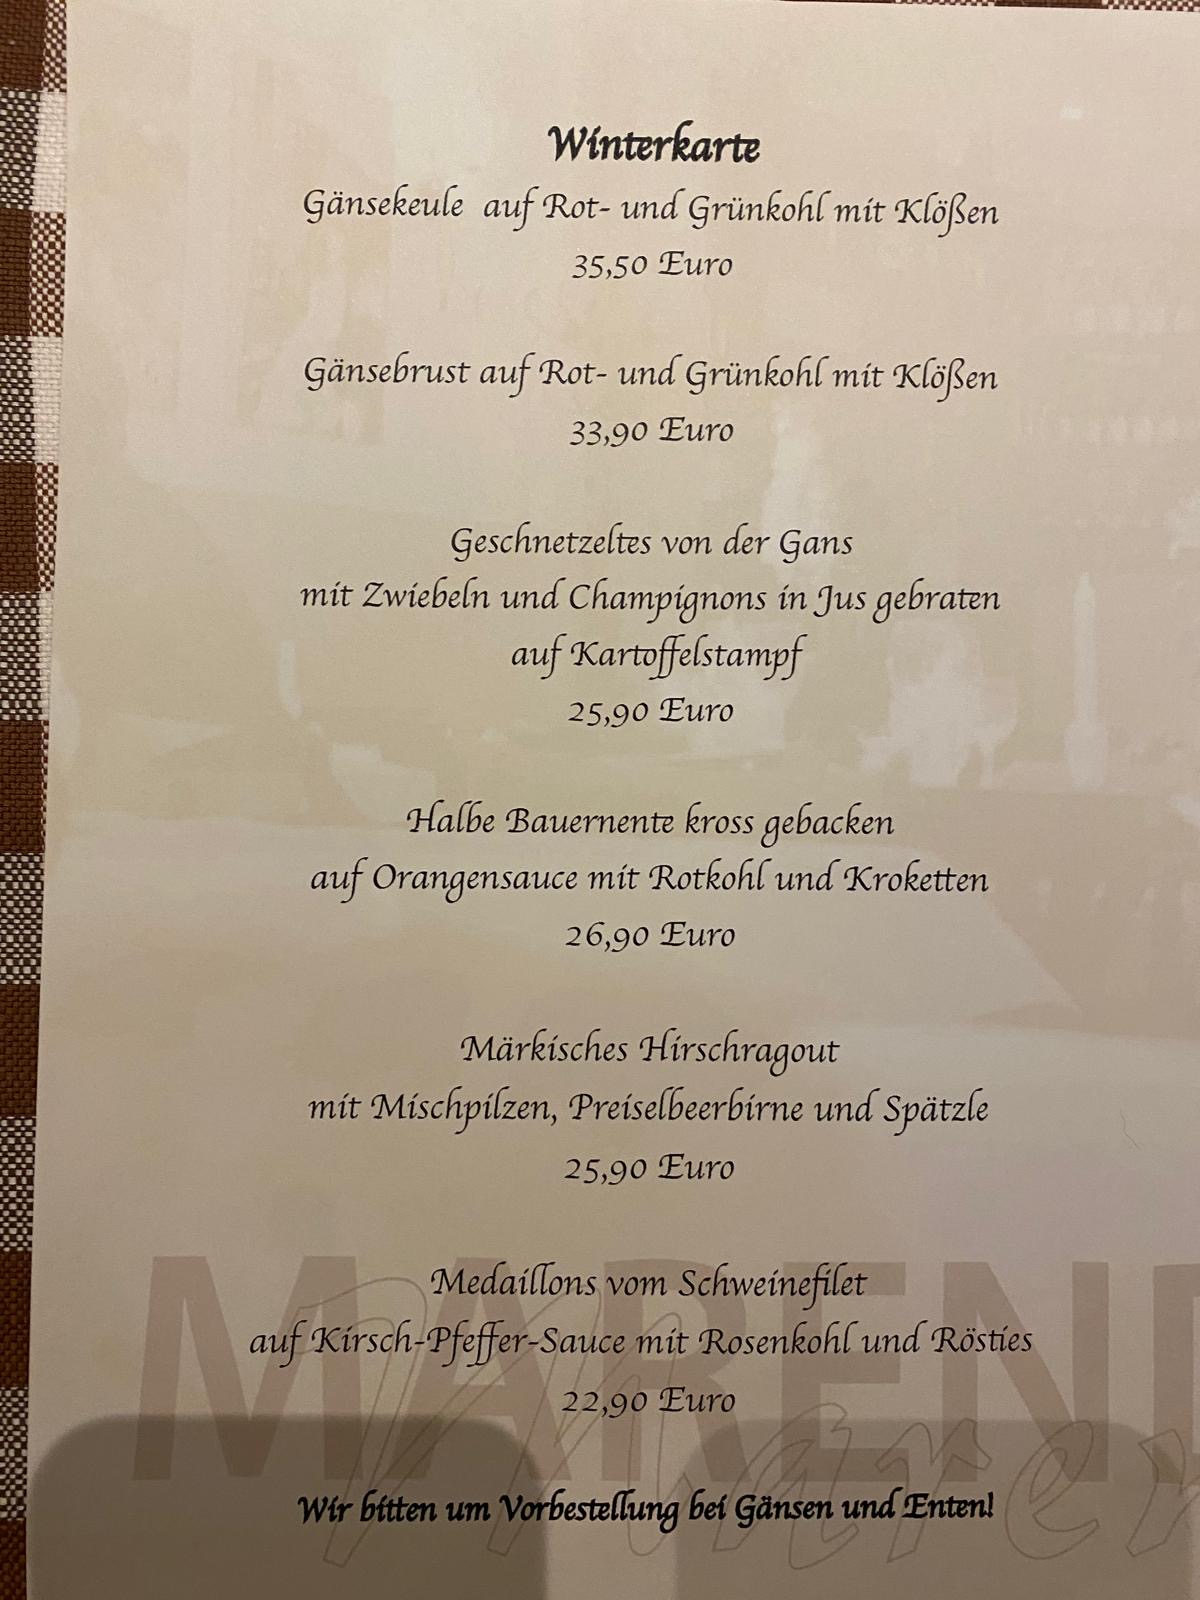 Winterkarte
Gänsekeule auf Rot- und Grünkohl mit Klößen
35,50 Euro
Gänsebrust auf Rot- und Grünkohl mit Klößen
33,90 Euro
Geschnetzeltes von der Gans
mit Zwiebeln und Champignons in Jus gebraten
auf Kartoffelstampf
25,90 Euro
Halbe Bauernente kross gebacken
auf Orangensauce mit Rotkohl und Kroketten
26,90 Euro
Märkisches Hirschragout
mit Mischpilzen, Preiselbeerbirne und Spätzle
25,90 Euro
Medaillons vom Schweinefilet
auf Kirsch-Pfeffer-Sauce mit Rosenkohl und Rösties
22,90 Euro
Wir bitten um Vorbestellung bei Gänsen und Enten!